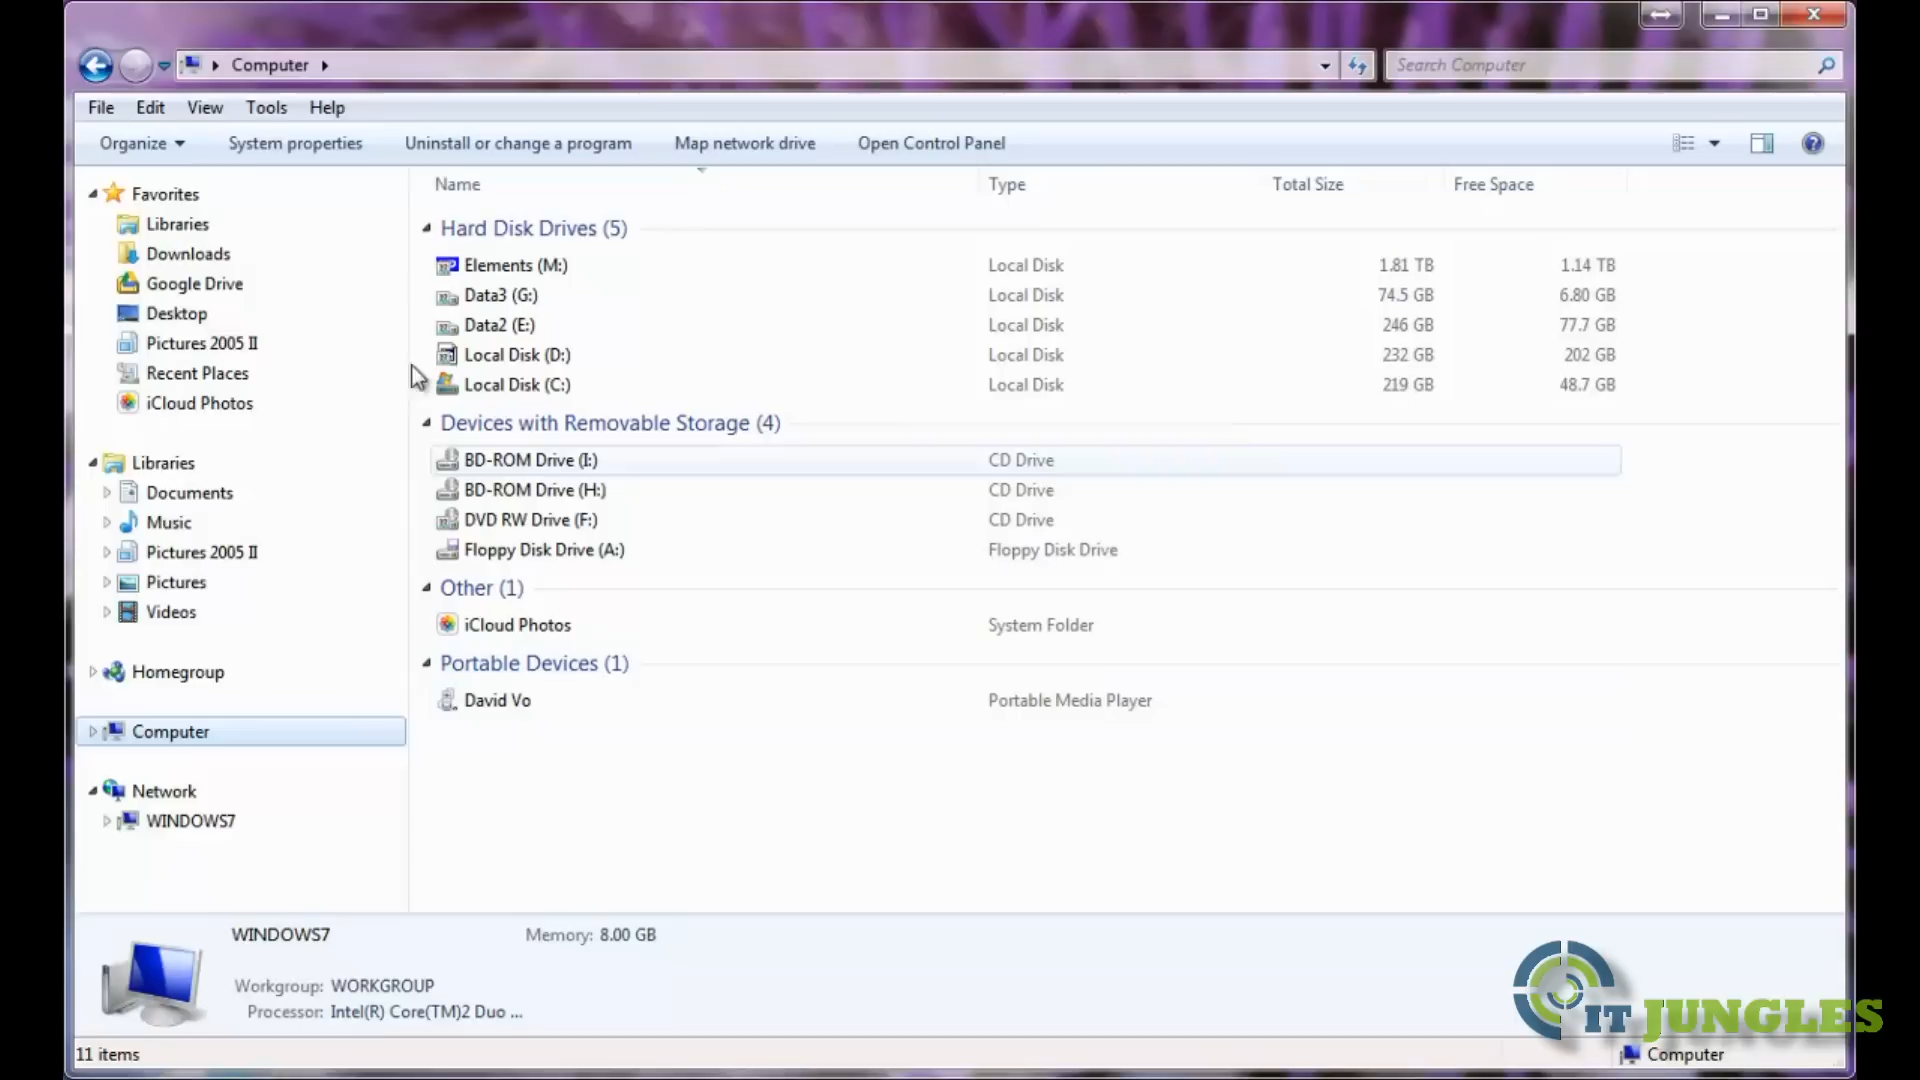 Computer
Search Computer
File Edit View Tools Help
Organize System properties Uninstall or change a program Map network drive Open Control Panel
Name Type Total Size Free Space
Favorites
Libraries
Downloads
Google Drive
Desktop
Pictures 2005 II
Recent Places
iCloud Photos
Libraries
Documents
Music
Pictures 2005 II
Pictures
Videos
Homegroup
Computer
Network
WINDOWS7
Hard Disk Drives (5)
Elements (M:) Local Disk 1.81 TB 1.14 TB
Data3 (G:) Local Disk 74.5 GB 6.80 GB
Data2 (E:) Local Disk 246 GB 77.7 GB
Local Disk (D:) Local Disk 232 GB 202 GB
Local Disk (C:) Local Disk 219 GB 48.7 GB
Devices with Removable Storage (4)
BD-ROM Drive (I:) CD Drive
BD-ROM Drive (H:) CD Drive
DVD RW Drive (F:) CD Drive
Floppy Disk Drive (A:) Floppy Disk Drive
Other (1)
iCloud Photos System Folder
Portable Devices (1)
David Vo Portable Media Player
WINDOWS7 Memory: 8.00 GB
Workgroup: WORKGROUP
Processor: Intel(R) Core(TM)2 Duo ...
IT JUNGLES
11 items Computer